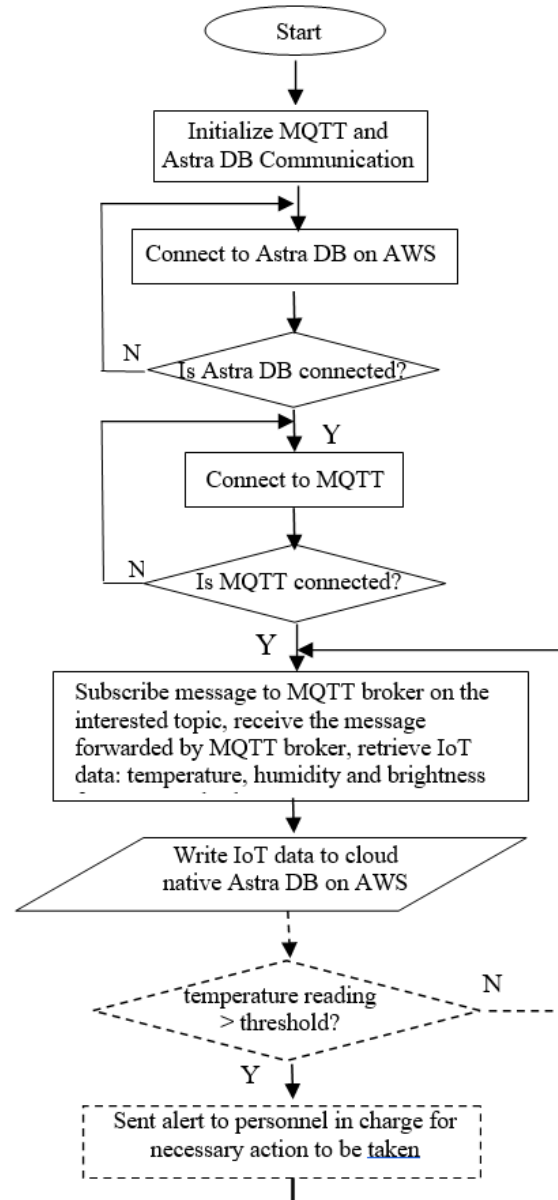 Start
Initialize MQTT and
Astra DB Communication
Connect to Astra DB on AWS
N
Is Astra DB connected?
Y
Connect to MQTT
N
Is MQTT connected?
Y
Subscribe message to MQTT broker on the
interested topic, receive the message
forwarded by MQTT broker, retrieve IoT
data: temperature, humidity and brightness
Write IoT data to cloud
native Astra DB on AWS
temperature reading
> threshold?
N
Y
Sent alert to personnel in charge for
necessary action to be taken